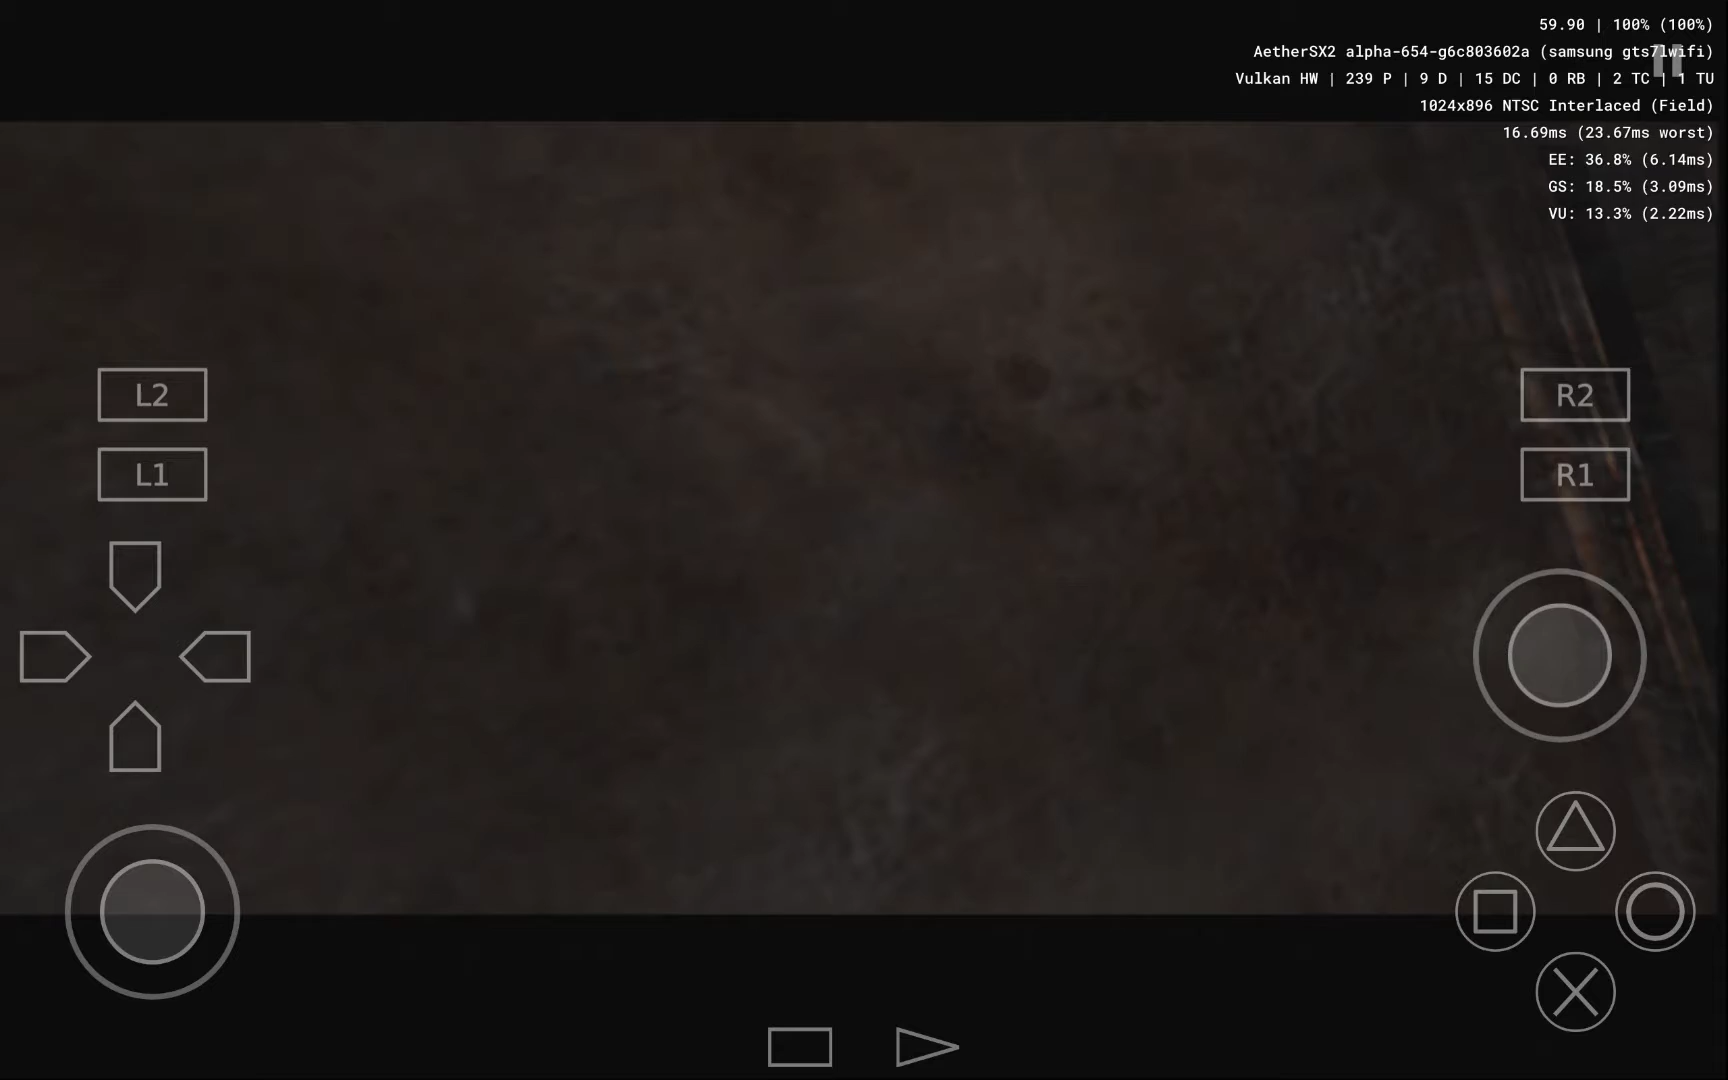 59.90 | 100% (100%)
AetherSX2 alpha-654-g6c803602a (samsung gts7lwifi)
Vulkan HW | 239 P | 9 D | 15 DC | 0 RB | 2 TC | 1 TU
1024x896 NTSC Interlaced (Field)
16.69ms (23.67ms worst)
EE: 36.8% (6.14ms)
GS: 18.5% (3.09ms)
VU: 13.3% (2.22ms)
L2
R2
L1
R1